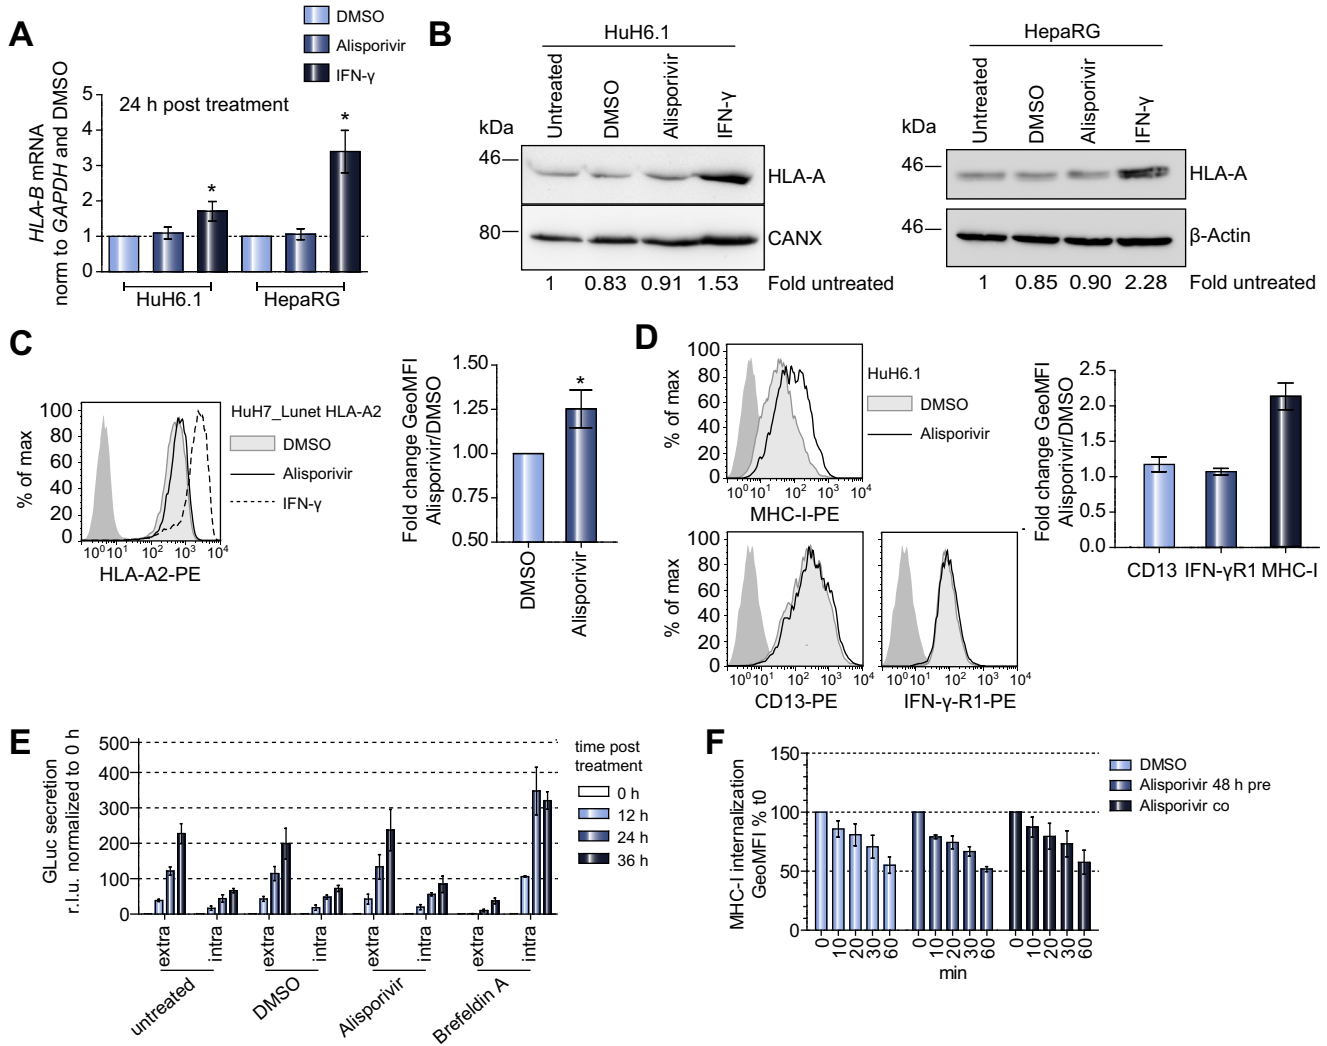 A
DMSO
Alisporivir
IFN-γ
HLA-B mRNA
norm to GAPDH and DMSO
24 h post treatment
5
4
3
2
1
0
*
*
HuH6.1
HepaRG
B
HuH6.1
Untreated
DMSO
Alisporivir
IFN-γ
kDa
46
HLA-A
80
CANX
1 0.83 0.91 1.53 Fold untreated
HepaRG
Untreated
DMSO
Alisporivir
IFN-γ
kDa
46
HLA-A
46
β-Actin
1 0.85 0.90 2.28 Fold untreated
C
% of max
100
80
60
40
20
0
10⁰ 10¹ 10² 10³ 10⁴
HLA-A2-PE
HuH7_Lunet HLA-A2
DMSO
Alisporivir
IFN-γ
Fold change GeoMFI
Alisporivir/DMSO
1.50
1.25
1.00
0.75
0.50
*
DMSO
Alisporivir
D
% of max
100
80
60
40
20
0
10⁰ 10¹ 10² 10³ 10⁴
MHC-I-PE
HuH6.1
DMSO
Alisporivir
% of max
100
80
60
40
20
0
10⁰ 10¹ 10² 10³ 10⁴
CD13-PE
10⁰ 10¹ 10² 10³ 10⁴
IFN-γ-R1-PE
Fold change GeoMFI
Alisporivir/DMSO
2.5
2.0
1.5
1.0
0.5
0.0
CD13 IFN-γR1 MHC-I
E
GLuc secretion
r.l.u. normalized to 0 h
500
400
300
200
100
0
extra intra extra intra extra intra extra intra
untreated
DMSO
Alisporivir
Brefeldin A
time post
treatment
0 h
12 h
24 h
36 h
F
MHC-I internalization
GeoMFI % t0
150
100
50
0
0 10 20 30 60 0 10 20 30 60 0 10 20 30 60
min
DMSO
Alisporivir 48 h pre
Alisporivir co